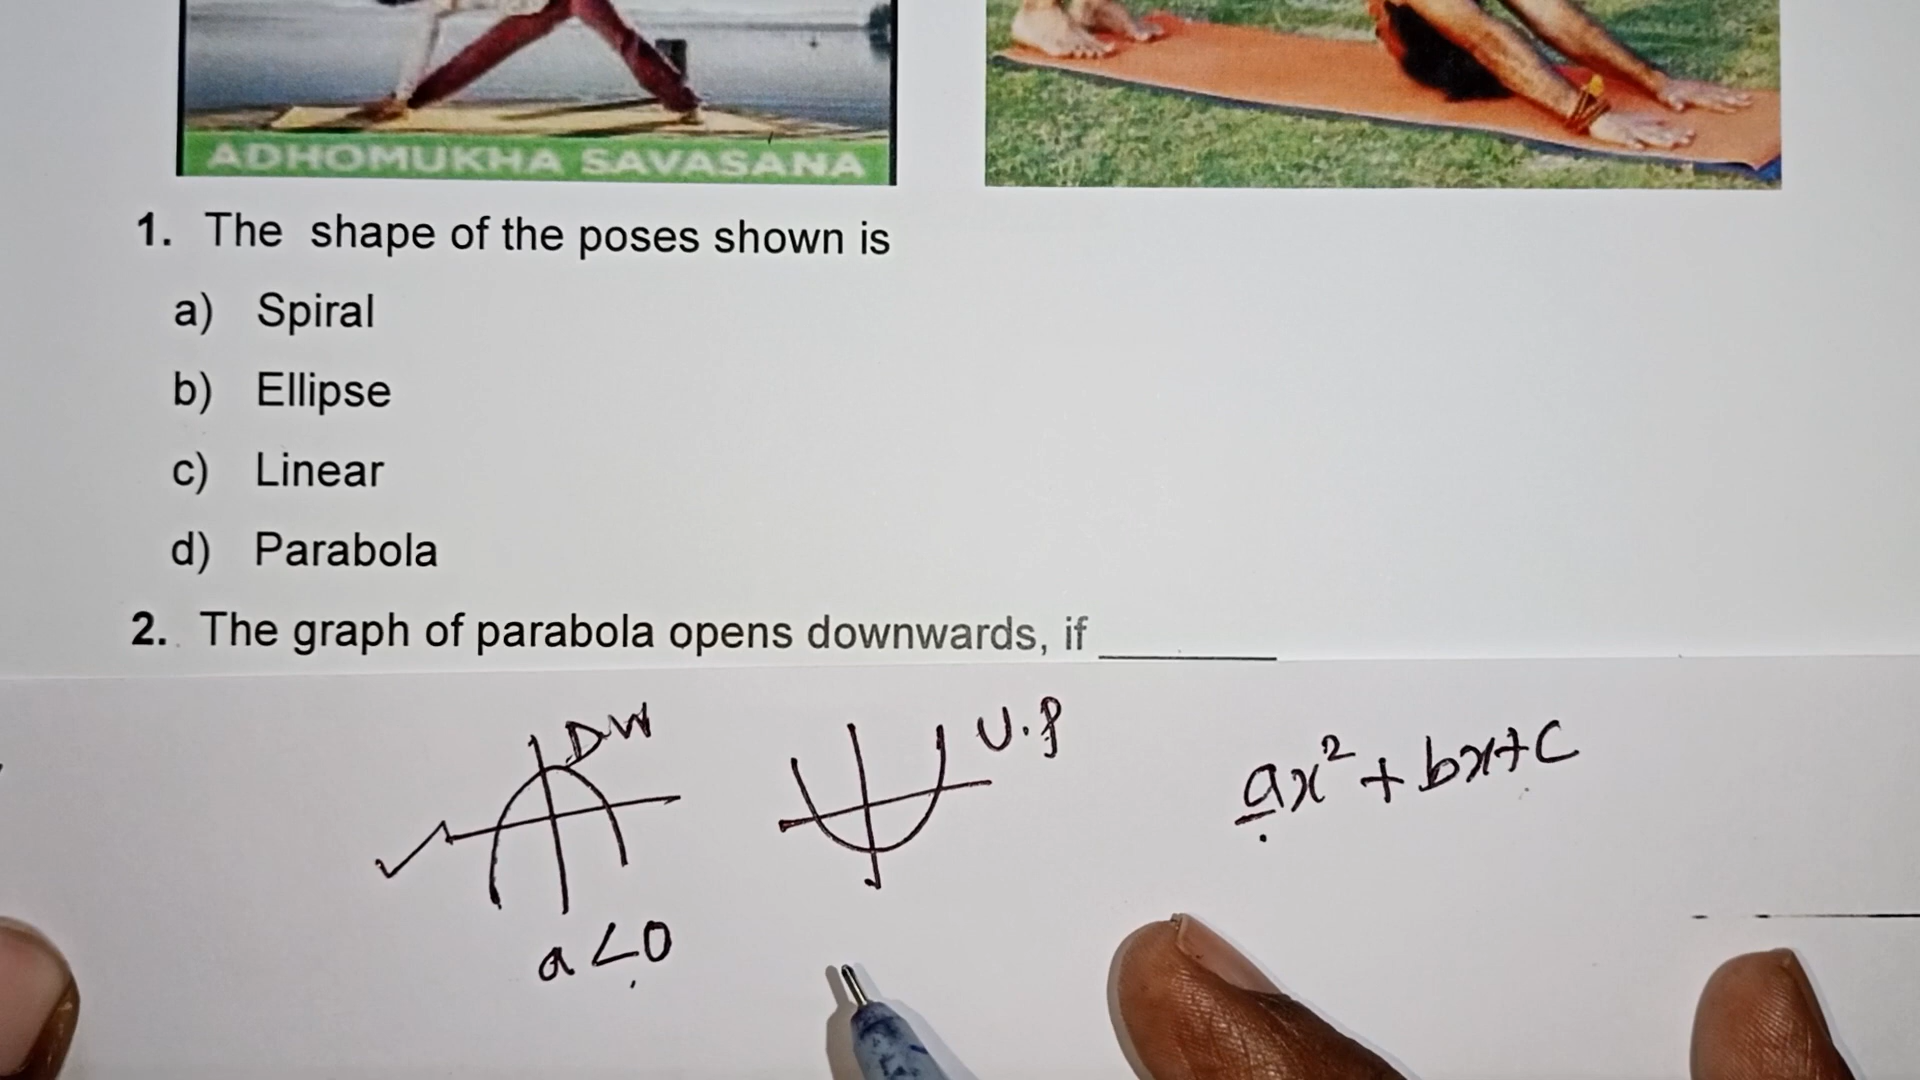 ADHOMUKHA SAVASANA
1. The shape of the poses shown is
a) Spiral
b) Ellipse
c) Linear
d) Parabola
2. The graph of parabola opens downwards, if ________
DW
U.P
ax² + bx + c
a < 0